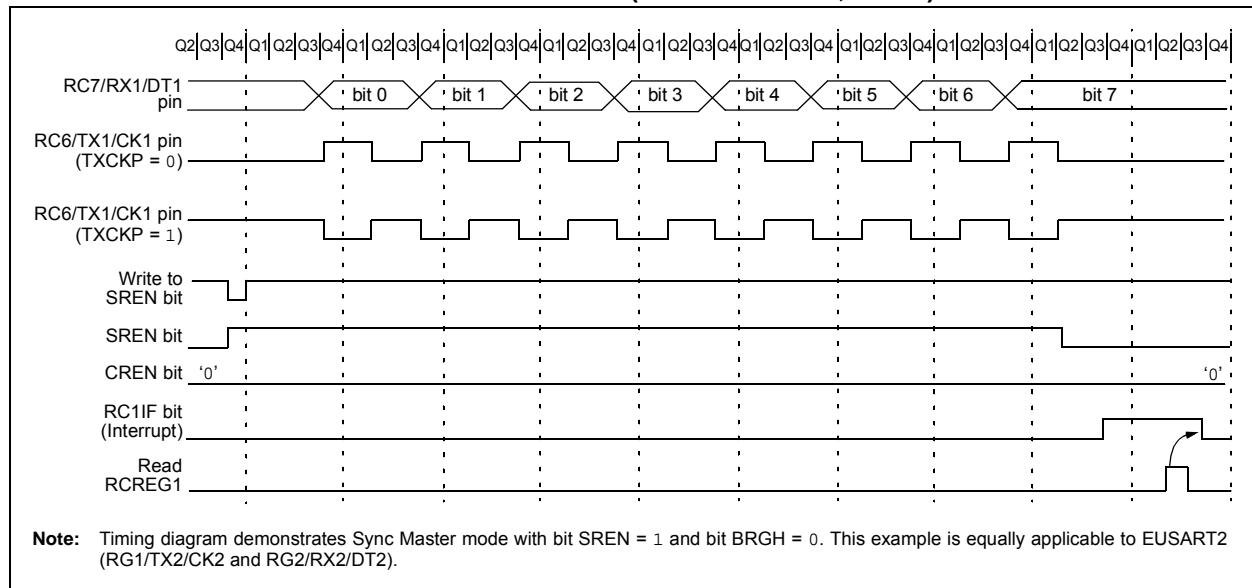 Q2 Q3 Q4 Q1 Q2 Q3 Q4 Q1 Q2 Q3 Q4 Q1 Q2 Q3 Q4 Q1 Q2 Q3 Q4 Q1 Q2 Q3 Q4 Q1 Q2 Q3 Q4 Q1 Q2 Q3 Q4 Q1 Q2 Q3 Q4 Q1 Q2 Q3 Q4 Q1 Q2 Q3 Q4
RC7/RX1/DT1
pin
bit 0 bit 1 bit 2 bit 3 bit 4 bit 5 bit 6 bit 7
RC6/TX1/CK1 pin
(TXCKP = 0)
RC6/TX1/CK1 pin
(TXCKP = 1)
Write to
SREN bit
SREN bit
CREN bit '0' '0'
RC1IF bit
(Interrupt)
Read
RCREG1
Note: Timing diagram demonstrates Sync Master mode with bit SREN = 1 and bit BRGH = 0. This example is equally applicable to EUSART2
(RG1/TX2/CK2 and RG2/RX2/DT2).